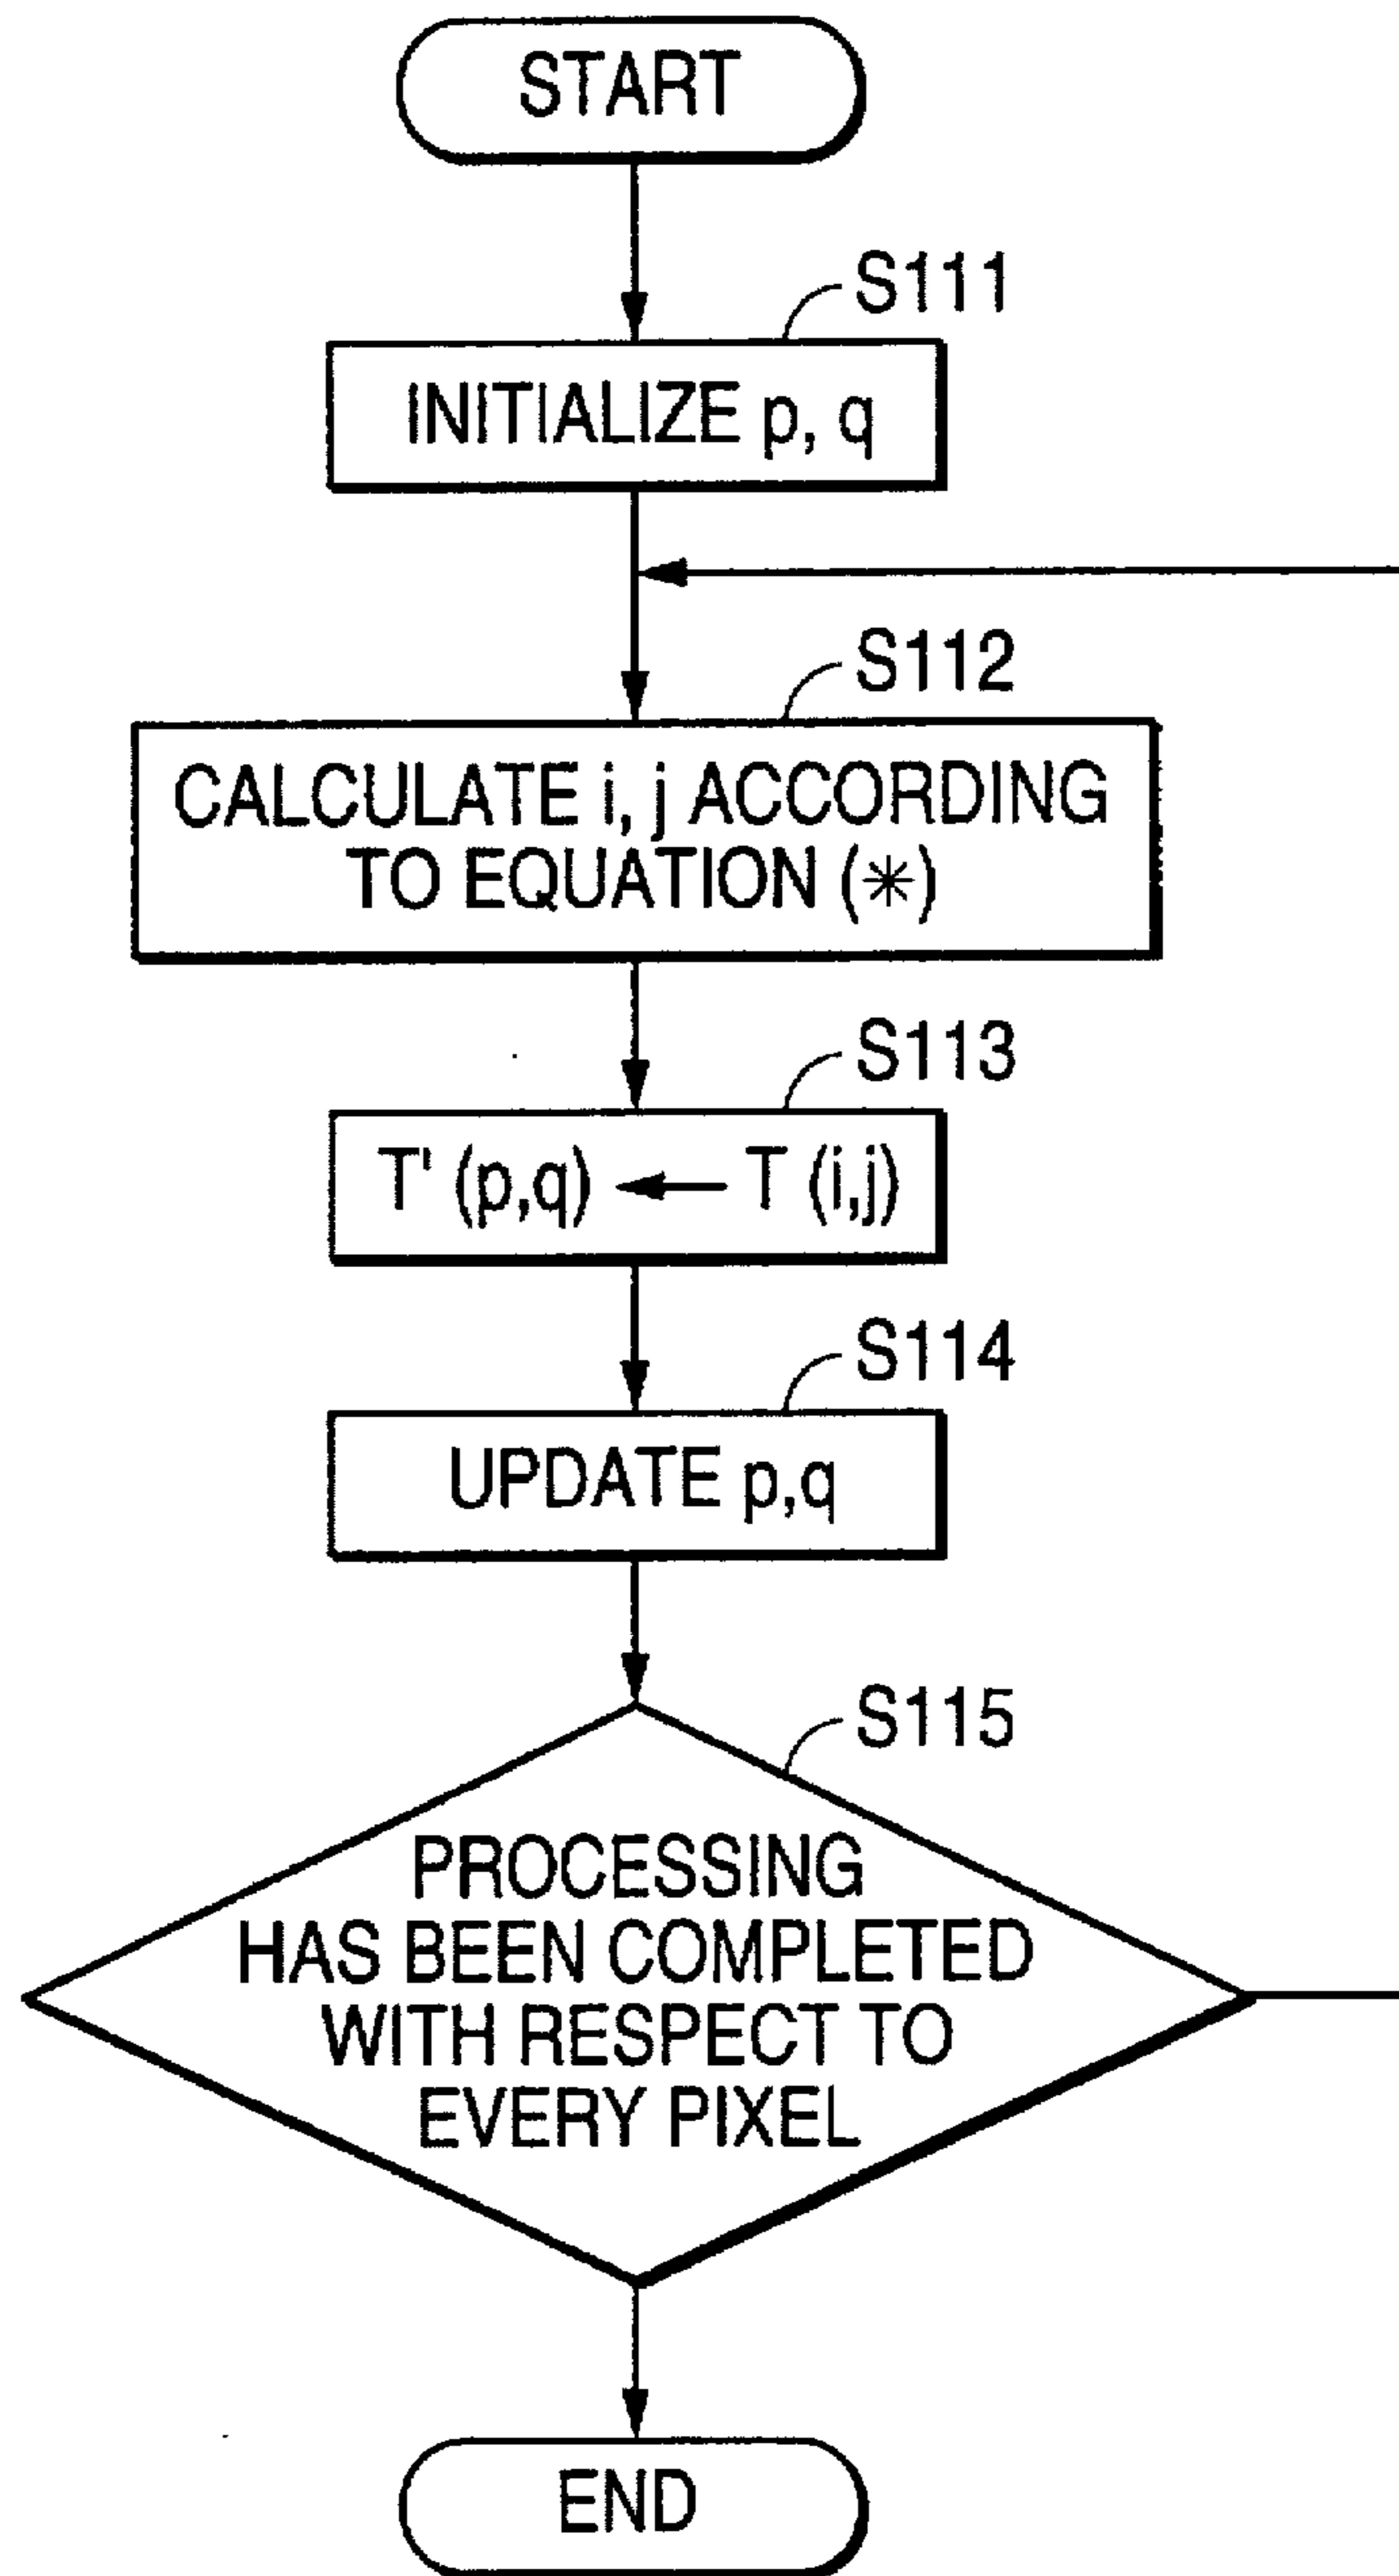 START
S111
INITIALIZE p, q
S112
CALCULATE i, j ACCORDING
TO EQUATION (✳)
S113
T' (p,q) ← T (i,j)
S114
UPDATE p,q
S115
PROCESSING
HAS BEEN COMPLETED
WITH RESPECT TO
EVERY PIXEL
END